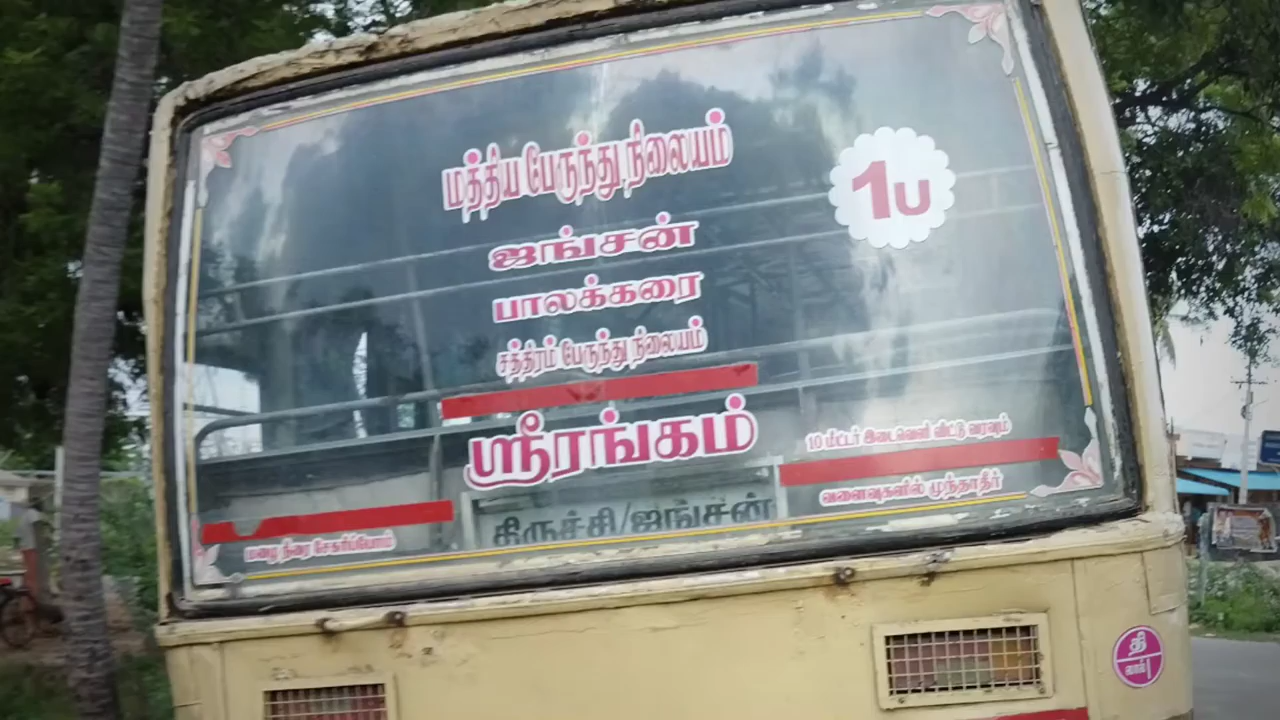 மத்திய பேருந்து நிலையம்
1U
ஜங்சன்
பாலக்கரை
சத்திரம் பேருந்து நிலையம்
ஸ்ரீரங்கம்
10 மீட்டர் இடைவெளி விட்டு வரவும்
வளைவுகளில் முந்தாதீர்
திருச்சி/ஜங்சன்
மழை நீரை சேகரிப்போம்
தீ